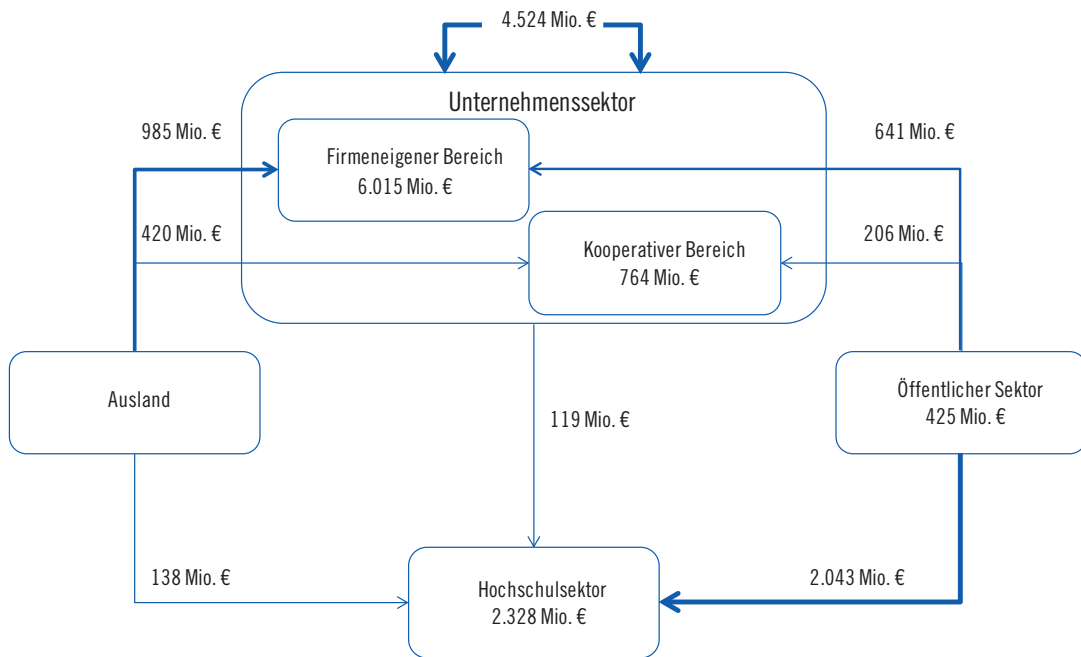 4.524 Mio. €
Unternehmenssektor
985 Mio. €
641 Mio. €
Firmeneigener Bereich
6.015 Mio. €
420 Mio. €
206 Mio. €
Kooperativer Bereich
764 Mio. €
Ausland
Öffentlicher Sektor
425 Mio. €
119 Mio. €
138 Mio. €
2.043 Mio. €
Hochschulsektor
2.328 Mio. €